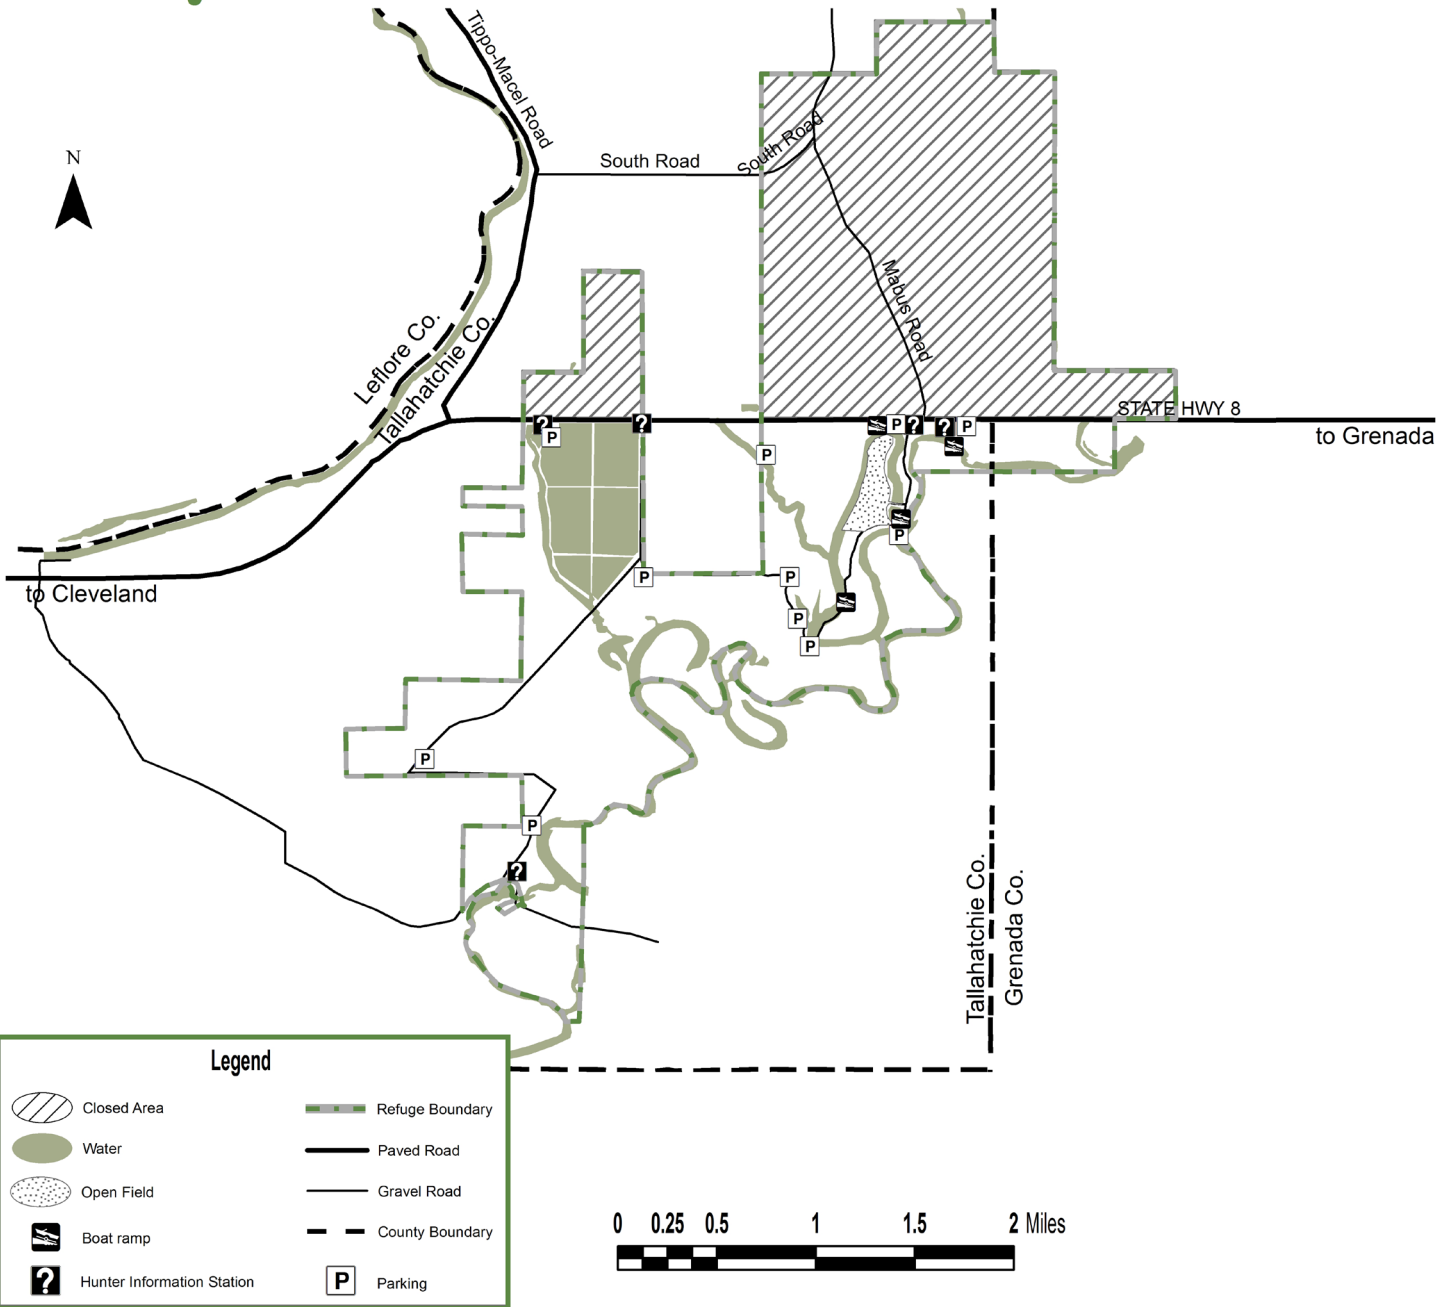 Tippo-Macel Road
N
South Road
South Road
Mabus Road
Leflore Co.
Tallahatchie Co.
STATE HWY 8
to Grenada
?
?
P
P
?
?
P
P
P
P
P
to Cleveland
P
P
P
P
?
Tallahatchie Co.
Grenada Co.
Legend
Closed Area
Refuge Boundary
Water
Paved Road
Open Field
Gravel Road
Boat ramp
County Boundary
? Hunter Information Station
P Parking
0 0.25 0.5 1 1.5 2 Miles